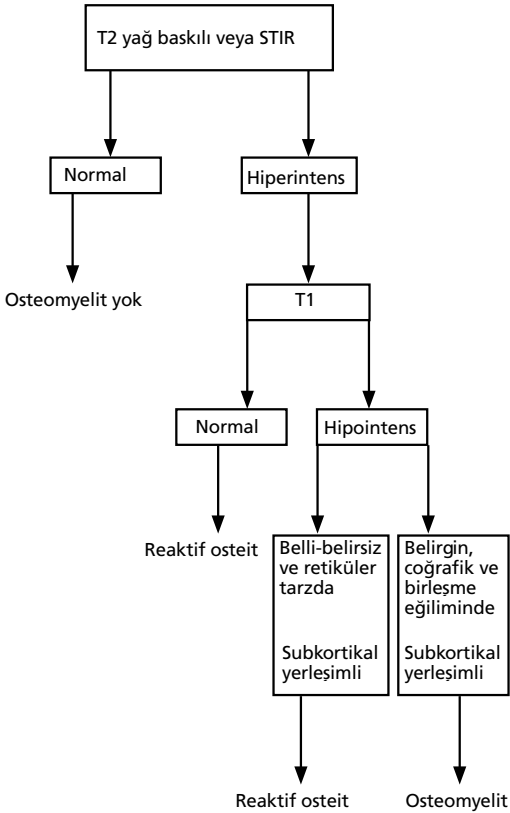 T2 yağ baskılı veya STIR
Normal
Hiperintens
Osteomyelit yok
T1
Normal
Hipointens
Reaktif osteit
Belli-belirsiz
ve retiküler
tarzda
Subkortikal
yerleşimli
Belirgin,
coğrafik ve
birleşme
eğiliminde
Subkortikal
yerleşimli
Reaktif osteit
Osteomyelit